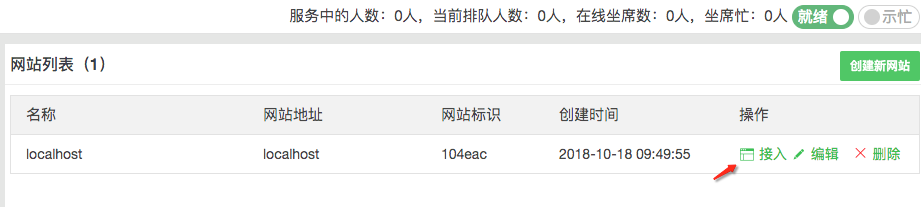 服务中的人数：0人，当前排队人数：0人，在线坐席数：0人，坐席忙：0人 就绪 示忙
网站列表（1） 创建新网站
名称 网站地址 网站标识 创建时间 操作
localhost localhost 104eac 2018-10-18 09:49:55 接入 编辑 删除